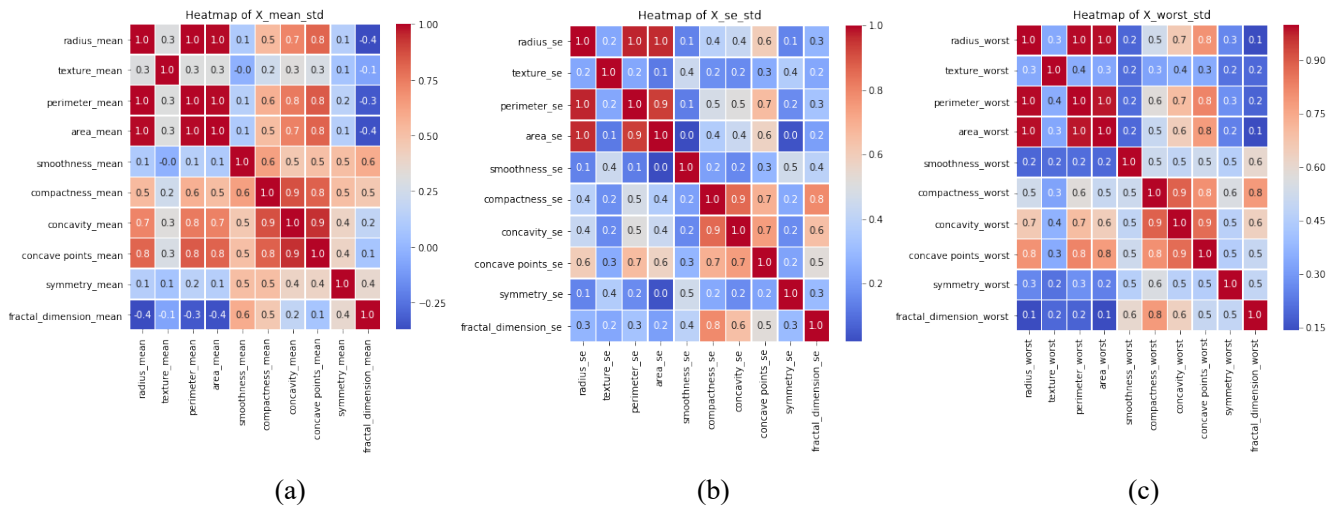 Heatmap of X_mean_std
radius_mean 1.0 0.3 1.0 1.0 0.1 0.5 0.7 0.8 0.1 -0.4
texture_mean 0.3 1.0 0.3 0.3 -0.0 0.2 0.3 0.3 0.1 -0.1
perimeter_mean 1.0 0.3 1.0 1.0 0.1 0.6 0.8 0.8 0.2 -0.3
area_mean 1.0 0.3 1.0 1.0 0.1 0.5 0.7 0.8 0.1 -0.4
smoothness_mean 0.1 -0.0 0.1 0.1 1.0 0.6 0.5 0.5 0.5 0.6
compactness_mean 0.5 0.2 0.6 0.5 0.6 1.0 0.9 0.8 0.5 0.5
concavity_mean 0.7 0.3 0.8 0.7 0.5 0.9 1.0 0.9 0.4 0.2
concave points_mean 0.8 0.3 0.8 0.8 0.5 0.8 0.9 1.0 0.4 0.1
symmetry_mean 0.1 0.1 0.2 0.1 0.5 0.5 0.4 0.4 1.0 0.4
fractal_dimension_mean -0.4 -0.1 -0.3 -0.4 0.6 0.5 0.2 0.1 0.4 1.0
radius_mean
texture_mean
perimeter_mean
area_mean
smoothness_mean
compactness_mean
concavity_mean
concave points_mean
symmetry_mean
fractal_dimension_mean
1.00
0.75
0.50
0.25
0.00
−0.25
(a)
Heatmap of X_se_std
radius_se 1.0 0.2 1.0 1.0 0.1 0.4 0.4 0.6 0.1 0.3
texture_se 0.2 1.0 0.2 0.1 0.4 0.2 0.2 0.3 0.4 0.2
perimeter_se 1.0 0.2 1.0 0.9 0.1 0.5 0.5 0.7 0.2 0.3
area_se 1.0 0.1 0.9 1.0 0.0 0.4 0.4 0.6 0.0 0.2
smoothness_se 0.1 0.4 0.1 0.0 1.0 0.2 0.2 0.3 0.5 0.4
compactness_se 0.4 0.2 0.5 0.4 0.2 1.0 0.9 0.7 0.2 0.8
concavity_se 0.4 0.2 0.5 0.4 0.2 0.9 1.0 0.7 0.2 0.6
concave points_se 0.6 0.3 0.7 0.6 0.3 0.7 0.7 1.0 0.2 0.5
symmetry_se 0.1 0.4 0.2 0.0 0.5 0.2 0.2 0.2 1.0 0.3
fractal_dimension_se 0.3 0.2 0.3 0.2 0.4 0.8 0.6 0.5 0.3 1.0
radius_se
texture_se
perimeter_se
area_se
smoothness_se
compactness_se
concavity_se
concave points_se
symmetry_se
fractal_dimension_se
1.0
0.8
0.6
0.4
0.2
(b)
Heatmap of X_worst_std
radius_worst 1.0 0.3 1.0 1.0 0.2 0.5 0.7 0.8 0.3 0.1
texture_worst 0.3 1.0 0.4 0.3 0.2 0.3 0.4 0.3 0.2 0.2
perimeter_worst 1.0 0.4 1.0 1.0 0.2 0.6 0.7 0.8 0.3 0.2
area_worst 1.0 0.3 1.0 1.0 0.2 0.5 0.6 0.8 0.2 0.1
smoothness_worst 0.2 0.2 0.2 0.2 1.0 0.5 0.5 0.5 0.5 0.6
compactness_worst 0.5 0.3 0.6 0.5 0.5 1.0 0.9 0.8 0.6 0.8
concavity_worst 0.7 0.4 0.7 0.6 0.5 0.9 1.0 0.9 0.5 0.6
concave points_worst 0.8 0.3 0.8 0.8 0.5 0.8 0.9 1.0 0.5 0.5
symmetry_worst 0.3 0.2 0.3 0.2 0.5 0.6 0.5 0.5 1.0 0.5
fractal_dimension_worst 0.1 0.2 0.2 0.1 0.6 0.8 0.6 0.5 0.5 1.0
radius_worst
texture_worst
perimeter_worst
area_worst
smoothness_worst
compactness_worst
concavity_worst
concave points_worst
symmetry_worst
fractal_dimension_worst
0.90
0.75
0.60
0.45
0.30
0.15
(c)